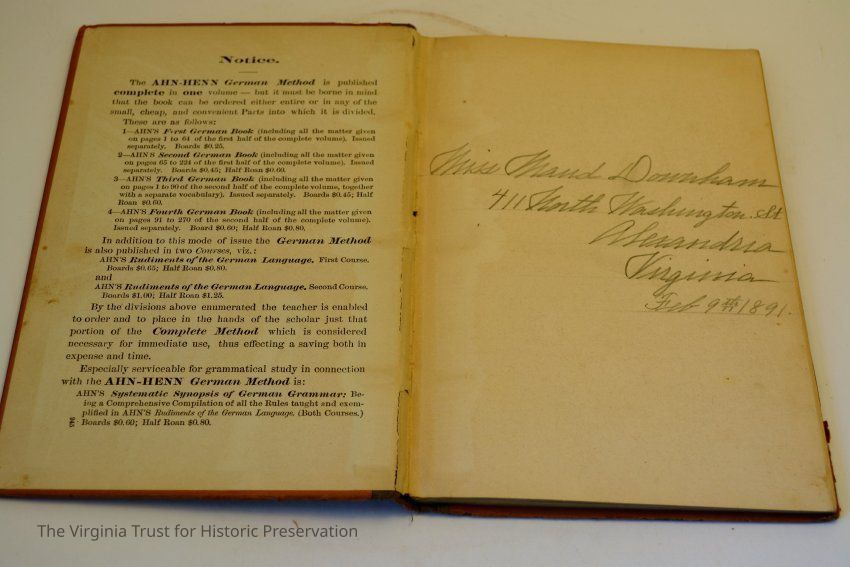 Notice.
The AHN-HENN German Method is published
complete in one volume — but it must be borne in mind
that the book can be ordered either entire or in any of the
small, cheap, and convenient Parts into which it is divided.
These are as follows:
1—AHN'S First German Book (including all the matter given
on pages 1 to 64 of the first half of the complete volume). Issued
separately. Boards $0.25.
2—AHN'S Second German Book (including all the matter given
on pages 65 to 224 of the first half of the complete volume). Issued
separately. Boards $0.45; Half Roan $0.60.
3—AHN'S Third German Book (including all the matter given
on pages 1 to 90 of the second half of the complete volume, together
with a separate vocabulary). Issued separately. Boards $0.45; Half
Roan $0.60.
4—AHN'S Fourth German Book (including all the matter given
on pages 91 to 270 of the second half of the complete volume).
Issued separately. Board $0.60; Half Roan $0.80.
In addition to this mode of issue the German Method
is also published in two Courses, viz.:
AHN'S Rudiments of the German Language. First Course.
Boards $0.65; Half Roan $0.80.
and
AHN'S Rudiments of the German Language. Second Course.
Boards $1.00; Half Roan $1.25.
By the divisions above enumerated the teacher is enabled
to order and to place in the hands of the scholar just that
portion of the Complete Method which is considered
necessary for immediate use, thus effecting a saving both in
expense and time.
Especially serviceable for grammatical study in connection
with the AHN-HENN German Method is:
AHN'S Systematic Synopsis of German Grammar: Be-
ing a Comprehensive Compilation of all the Rules taught and exem-
plified in AHN'S Rudiments of the German Language. (Both Courses.)
Boards $0.60; Half Roan $0.80.
Miss Maud Downham
411 North Washington St
Alexandria
Virginia
Feb 9th 1891.
The Virginia Trust for Historic Preservation